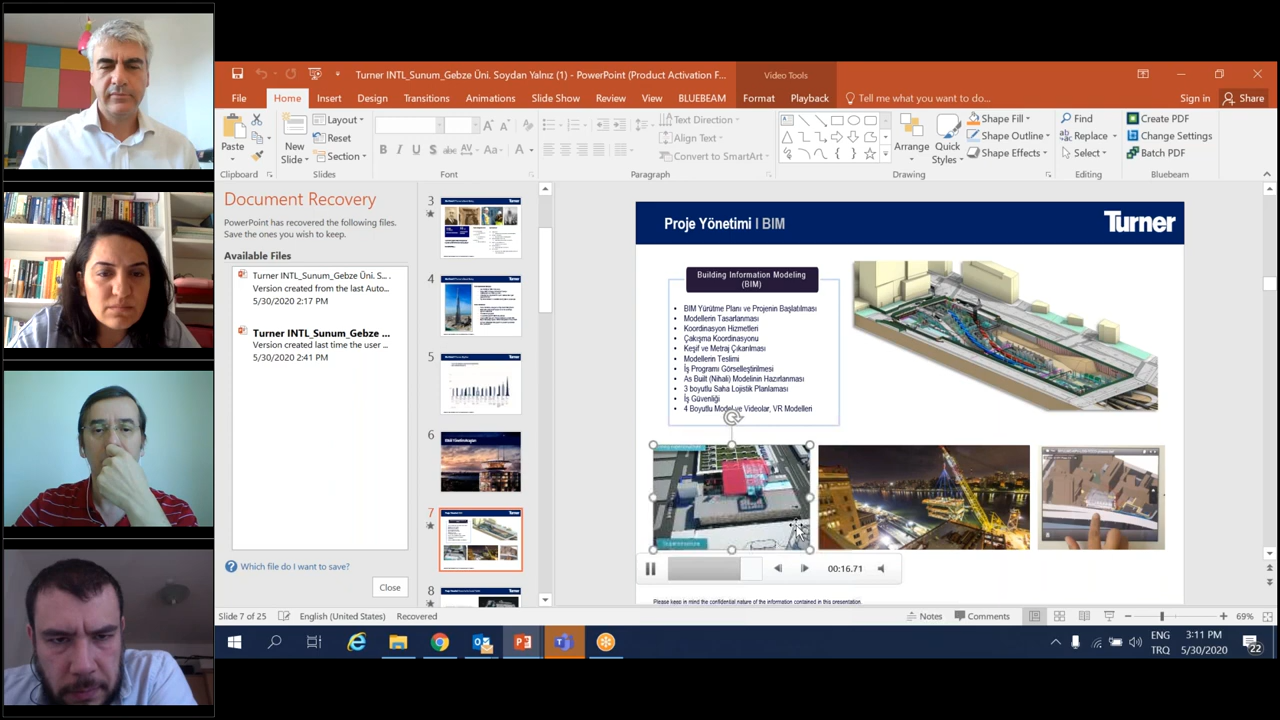 Turner INTL_Sunum_Gebze Üni. Soydan Yalnız (1) - PowerPoint (Product Activation F...
Video Tools
File
Home
Insert
Design
Transitions
Animations
Slide Show
Review
View
BLUEBEAM
Format
Playback
Tell me what you want to do...
Sign in
Share
Paste
New
Slide
Layout
Reset
Section
Text Direction
Align Text
Convert to SmartArt
Arrange
Quick
Styles
Shape Fill
Shape Outline
Shape Effects
Find
Replace
Select
Create PDF
Change Settings
Batch PDF
Clipboard
Slides
Font
Paragraph
Drawing
Editing
Bluebeam
Document Recovery
PowerPoint has recovered the following files.
Save the ones you wish to keep.
Available Files
Turner INTL_Sunum_Gebze Üni. S...
Version created from the last Auto...
5/30/2020 2:17 PM
Turner INTL_Sunum_Gebze ...
Version created last time the user ...
5/30/2020 2:41 PM
Which file do I want to save?
Close
3
4
5
6
7
8
Proje Yönetimi I BIM
Turner
Building Information Modeling
(BIM)
• BIM Yürütme Planı ve Projenin Başlatılması
• Modellerin Tasarlanması
• Koordinasyon Hizmetleri
• Çakışma Koordinasyonu
• Keşif ve Metraj Çıkarılması
• Modellerin Teslimi
• İş Programı Görselleştirilmesi
• As Built (Nihali) Modelinin Hazırlanması
• 3 boyutlu Saha Lojistik Planlaması
• İş Güvenliği
• 4 Boyutlu Model ve Videolar, VR Modelleri
00:16.71
Please keep in mind the confidential nature of the information contained in this presentation.
Slide 7 of 25
English (United States)
Recovered
Notes
Comments
69%
ENG
TRQ
3:11 PM
5/30/2020
22